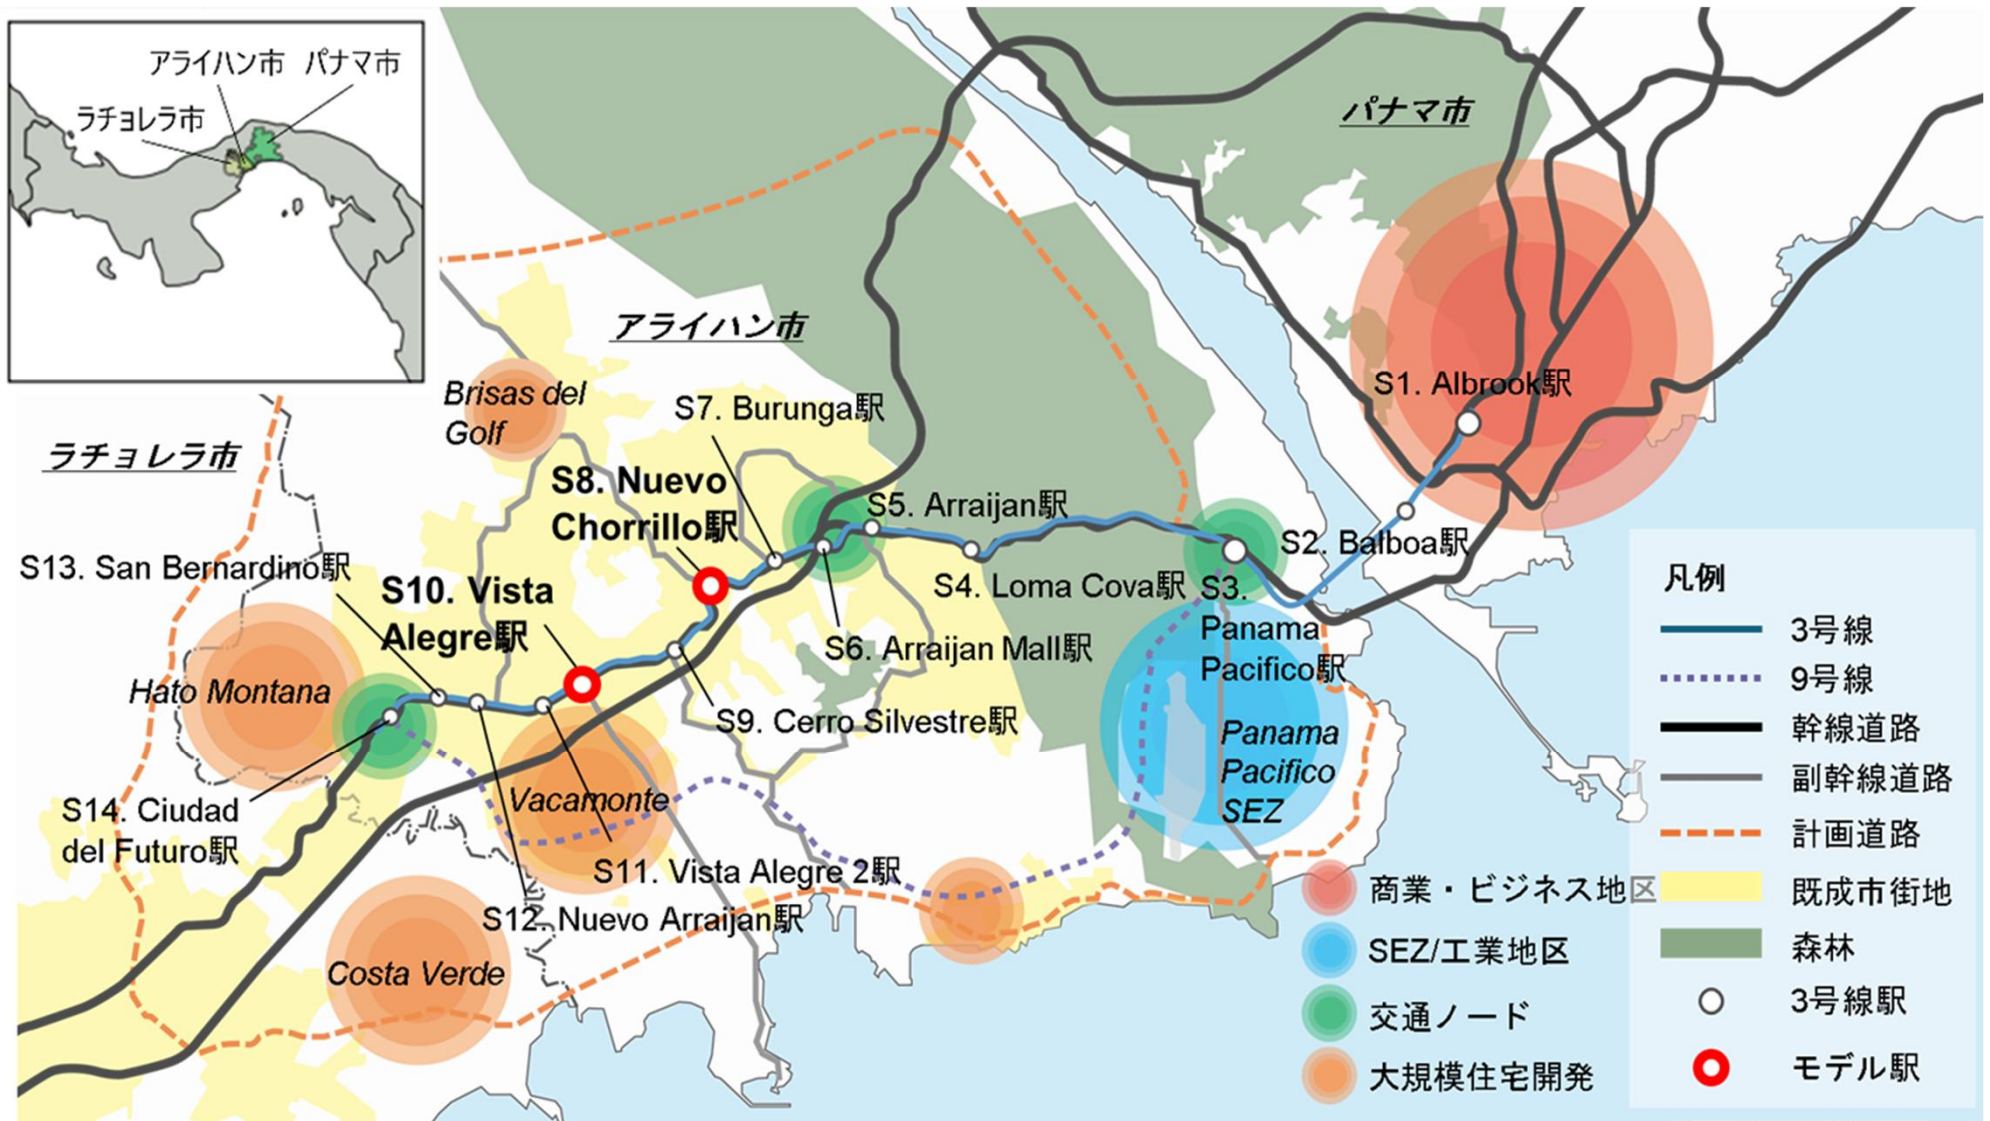 アライハン市 パナマ市
ラチョレラ市
パナマ市
アライハン市
ラチョレラ市
Brisas del
Golf
S7. Burunga駅
S1. Albrook駅
S8. Nuevo
Chorrillo駅
S5. Arraijan駅
S2. Balboa駅
S13. San Bernardino駅
S10. Vista
Alegre駅
S4. Loma Cova駅
S3.
Panama
Pacifico駅
S6. Arraijan Mall駅
Hato Montana
S9. Cerro Silvestre駅
Panama
Pacifico
SEZ
S14. Ciudad
del Futuro駅
Vacamonte
S11. Vista Alegre 2駅
S12. Nuevo Arraijan駅
Costa Verde
商業・ビジネス地区
SEZ/工業地区
交通ノード
大規模住宅開発
凡例
3号線
9号線
幹線道路
副幹線道路
計画道路
既成市街地
森林
3号線駅
モデル駅